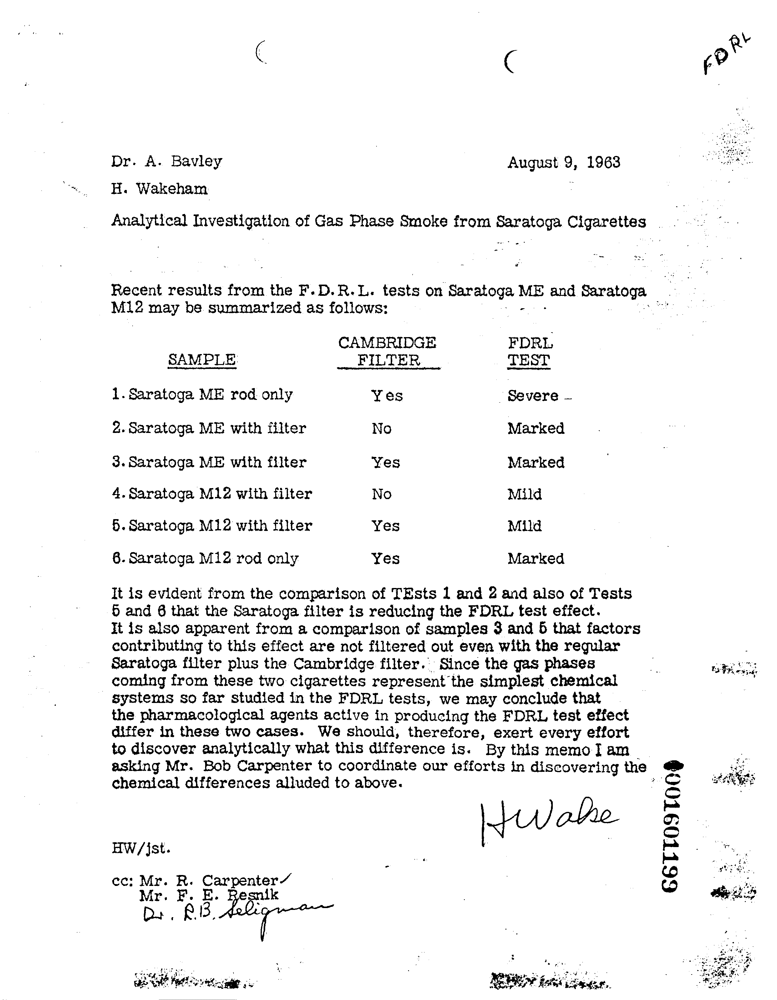 FDRL
Dr. A. Bavley August 9, 1963
H. Wakeham
Analytical Investigation of Gas Phase Smoke from Saratoga Cigarettes
Recent results from the F.D.R.L. tests on Saratoga ME and Saratoga
M12 may be summarized as follows:
CAMBRIDGE FDRL
SAMPLE FILTER TEST
1. Saratoga ME rod only Yes Severe –
2. Saratoga ME with filter No Marked
3. Saratoga ME with filter Yes Marked
4. Saratoga M12 with filter No Mild
5. Saratoga M12 with filter Yes Mild
6. Saratoga M12 rod only Yes Marked
It is evident from the comparison of TEsts 1 and 2 and also of Tests
5 and 6 that the Saratoga filter is reducing the FDRL test effect.
It is also apparent from a comparison of samples 3 and 5 that factors
contributing to this effect are not filtered out even with the regular
Saratoga filter plus the Cambridge filter. Since the gas phases
coming from these two cigarettes represent the simplest chemical
systems so far studied in the FDRL tests, we may conclude that
the pharmacological agents active in producing the FDRL test effect
differ in these two cases. We should, therefore, exert every effort
to discover analytically what this difference is. By this memo I am
asking Mr. Bob Carpenter to coordinate our efforts in discovering the
chemical differences alluded to above.
HWake
HW/jst.
cc: Mr. R. Carpenter ✓
Mr. F. E. Resnik
Dr. R.B. Seligman
1001601199